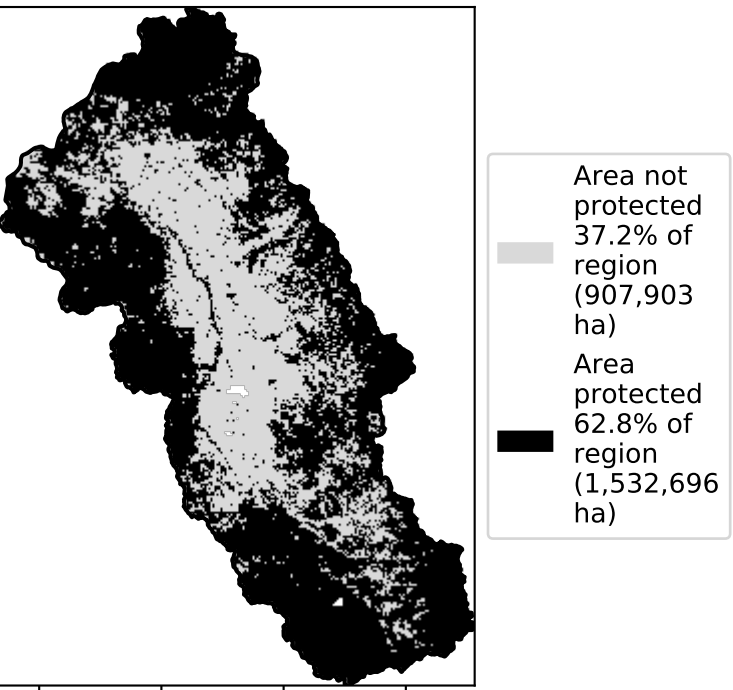 Area not
protected
37.2% of
region
(907,903
ha)
Area
protected
62.8% of
region
(1,532,696
ha)